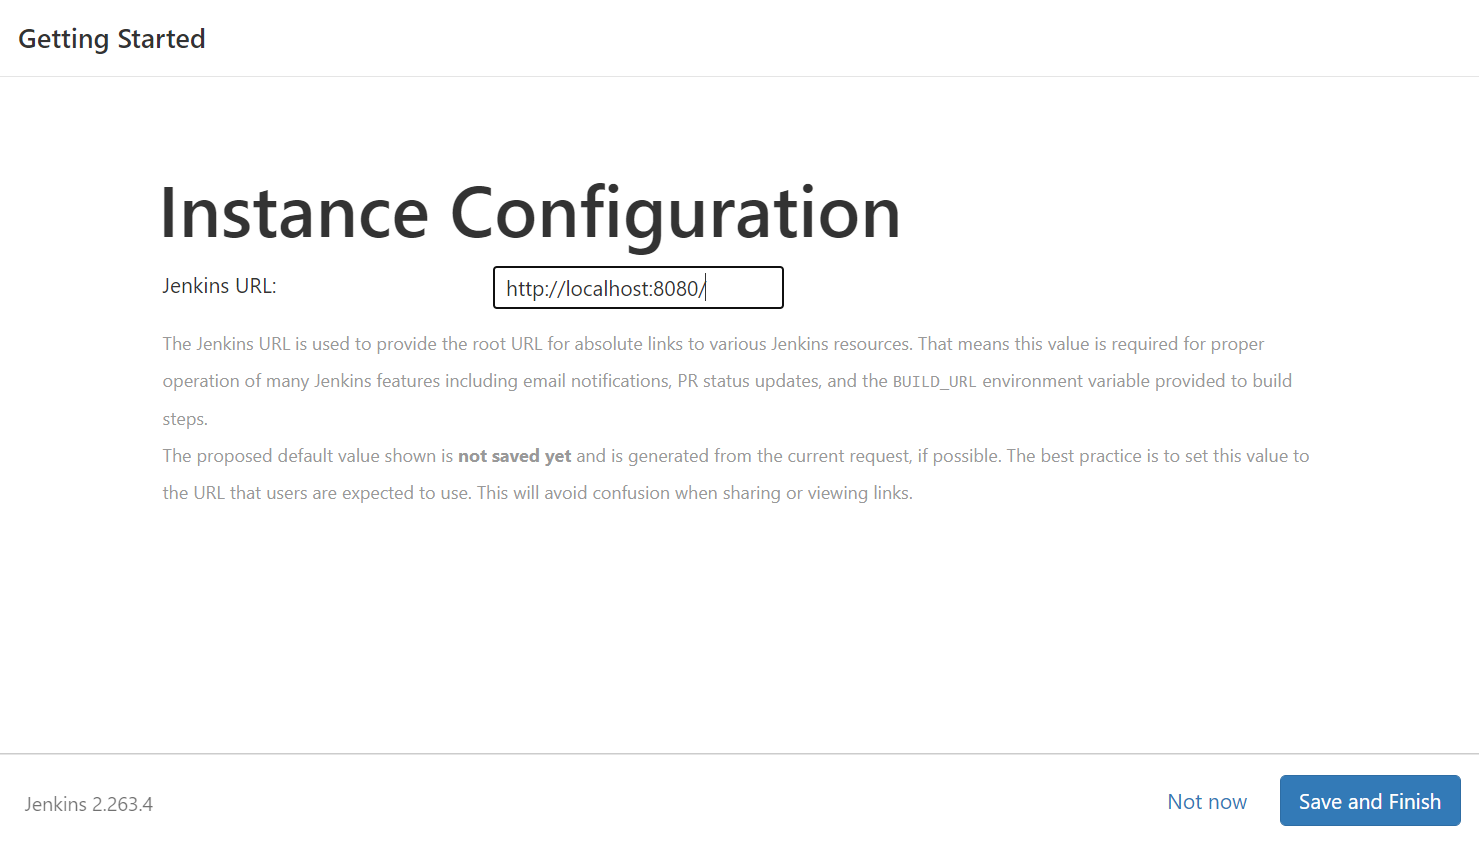 Getting Started
Instance Configuration
Jenkins URL:
http://localhost:8080/
The Jenkins URL is used to provide the root URL for absolute links to various Jenkins resources. That means this value is required for proper
operation of many Jenkins features including email notifications, PR status updates, and the BUILD_URL environment variable provided to build
steps.
The proposed default value shown is not saved yet and is generated from the current request, if possible. The best practice is to set this value to
the URL that users are expected to use. This will avoid confusion when sharing or viewing links.
Jenkins 2.263.4
Not now
Save and Finish